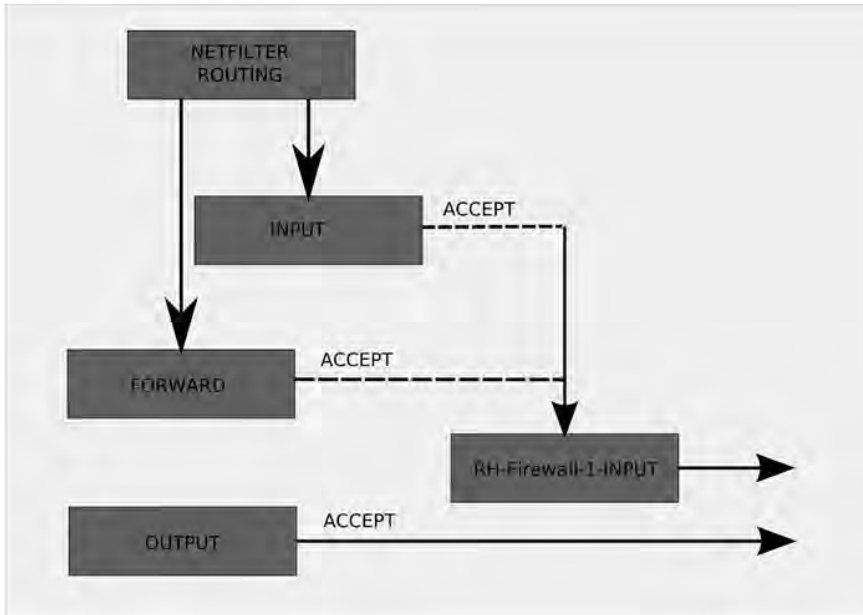 NETFILTER
ROUTING
INPUT
ACCEPT
FORWARD
ACCEPT
RH-Firewall-1-INPUT
OUTPUT
ACCEPT